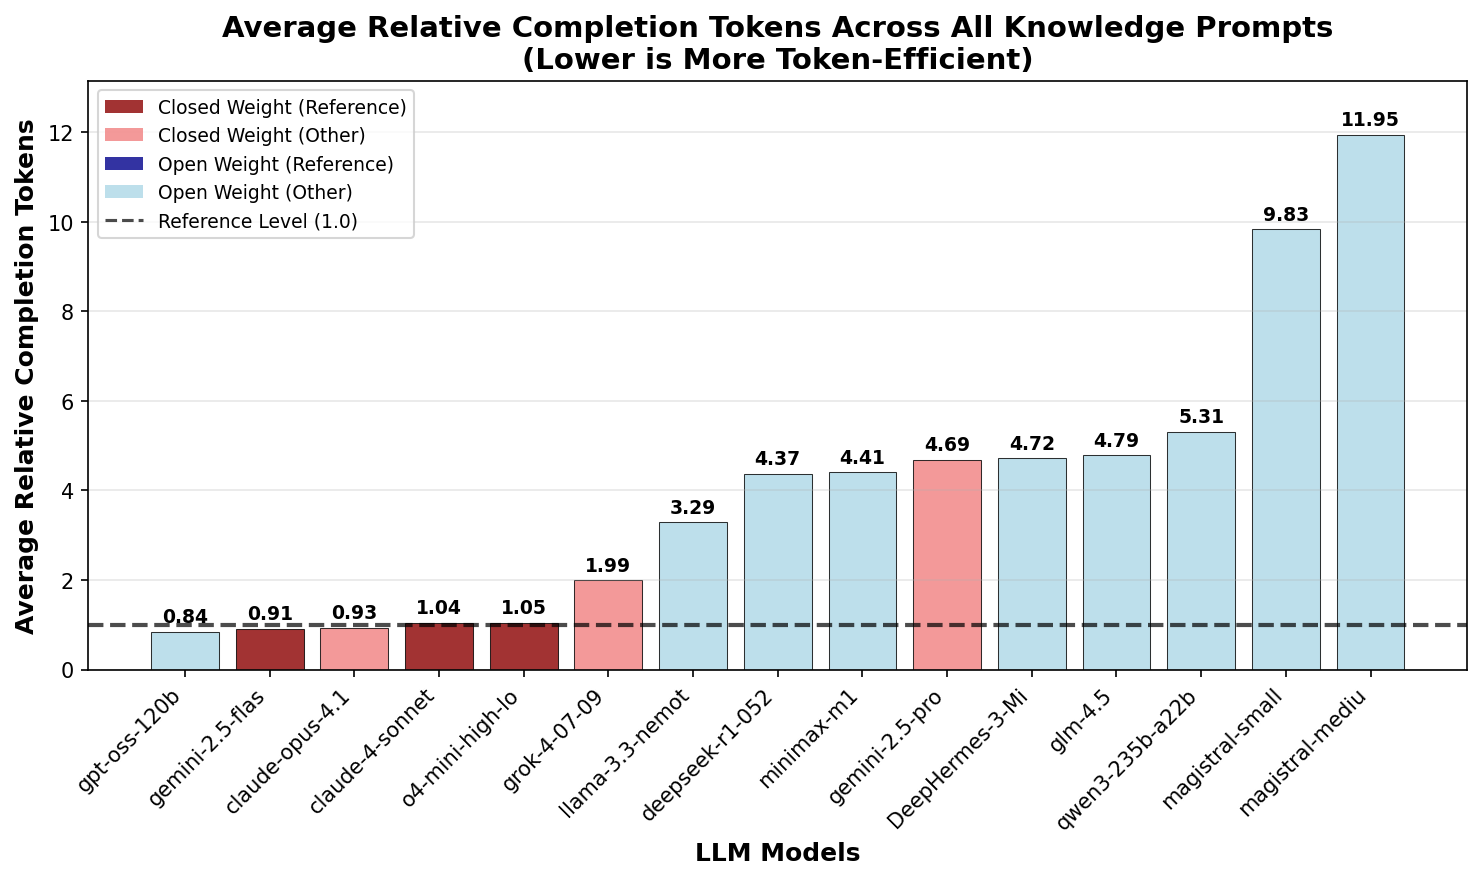 Average Relative Completion Tokens Across All Knowledge Prompts
(Lower is More Token-Efficient)
Average Relative Completion Tokens
Closed Weight (Reference)
Closed Weight (Other)
Open Weight (Reference)
Open Weight (Other)
Reference Level (1.0)
12
10
8
6
4
2
0
0.84
0.91
0.93
1.04
1.05
1.99
3.29
4.37
4.41
4.69
4.72
4.79
5.31
9.83
11.95
gpt-oss-120b
gemini-2.5-flas
claude-opus-4.1
claude-4-sonnet
o4-mini-high-lo
grok-4-07-09
llama-3.3-nemot
deepseek-r1-052
minimax-m1
gemini-2.5-pro
DeepHermes-3-Mi
glm-4.5
qwen3-235b-a22b
magistral-small
magistral-mediu
LLM Models